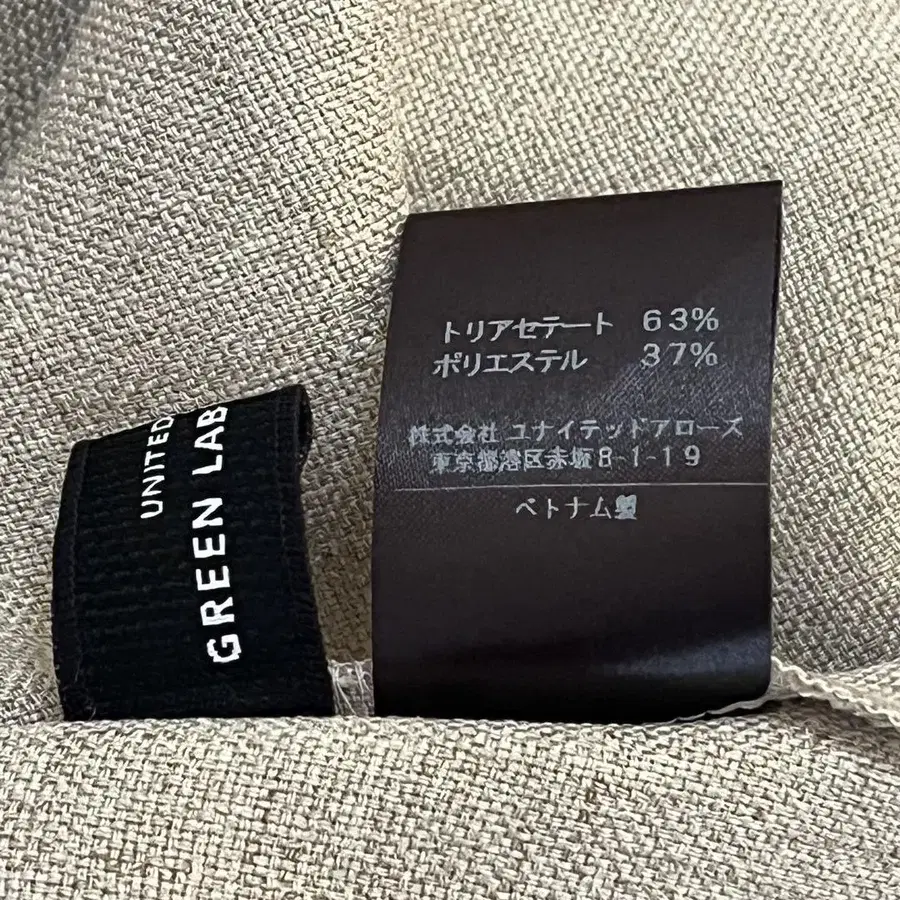 UNITED
GREEN LAB
トリアセテート 63%
ポリエステル 37%
株式会社 ユナイテッドアローズ
東京都港区赤坂8-1-19
ベトナム製